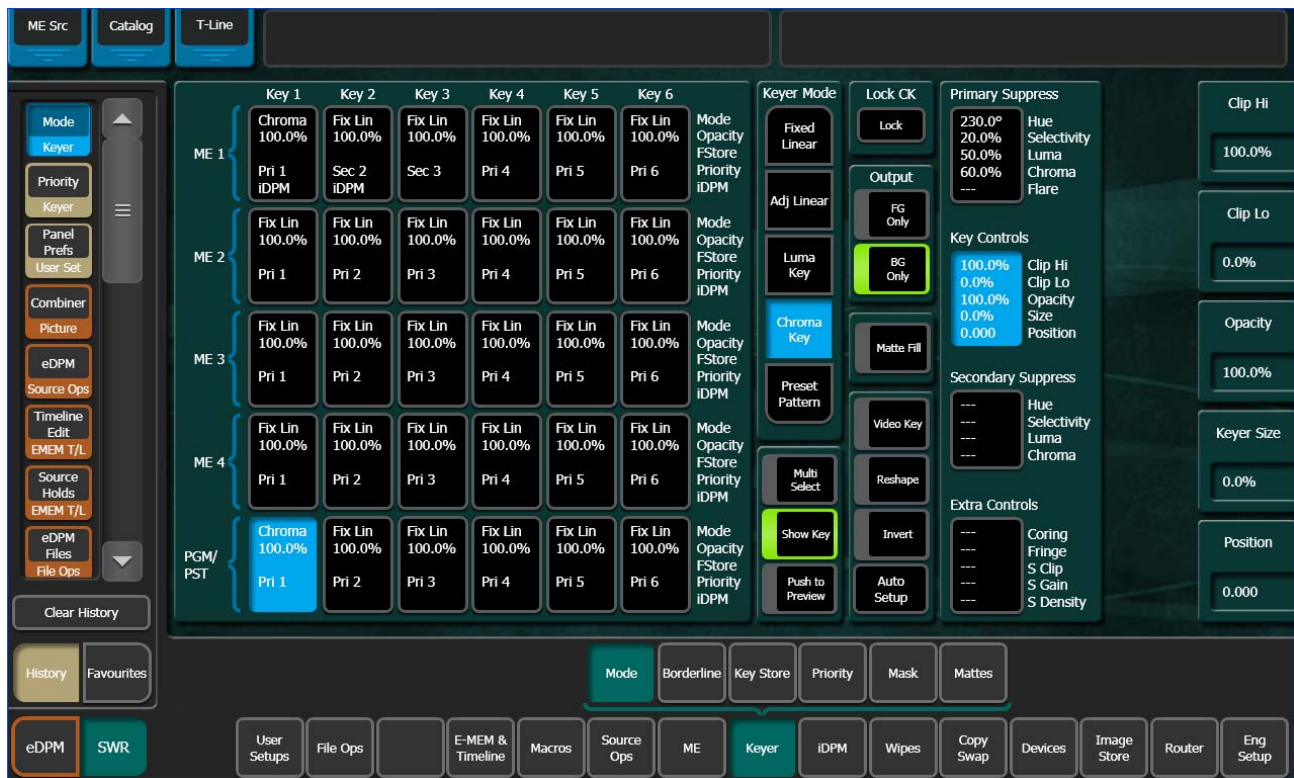 ME Src
Catalog
T-Line
Mode
Keyer
Priority
Keyer
Panel
Prefs
User Set
Combiner
Picture
eDPM
Source Ops
Timeline
Edit
EMEM T/L
Source
Holds
EMEM T/L
eDPM
Files
File Ops
Clear History
History
Favourites
eDPM
SWR
Key 1 Key 2 Key 3 Key 4 Key 5 Key 6
ME 1
Chroma Fix Lin Fix Lin Fix Lin Fix Lin Fix Lin Mode
100.0% 100.0% 100.0% 100.0% 100.0% 100.0% Opacity
FStore
Pri 1 Sec 2 Sec 3 Pri 4 Pri 5 Pri 6 Priority
iDPM iDPM iDPM
ME 2
Fix Lin Fix Lin Fix Lin Fix Lin Fix Lin Fix Lin Mode
100.0% 100.0% 100.0% 100.0% 100.0% 100.0% Opacity
FStore
Pri 1 Pri 2 Pri 3 Pri 4 Pri 5 Pri 6 Priority
iDPM
ME 3
Fix Lin Fix Lin Fix Lin Fix Lin Fix Lin Fix Lin Mode
100.0% 100.0% 100.0% 100.0% 100.0% 100.0% Opacity
FStore
Pri 1 Pri 2 Pri 3 Pri 4 Pri 5 Pri 6 Priority
iDPM
ME 4
Fix Lin Fix Lin Fix Lin Fix Lin Fix Lin Fix Lin Mode
100.0% 100.0% 100.0% 100.0% 100.0% 100.0% Opacity
FStore
Pri 1 Pri 2 Pri 3 Pri 4 Pri 5 Pri 6 Priority
iDPM
PGM/
PST
Chroma Fix Lin Fix Lin Fix Lin Fix Lin Fix Lin Mode
100.0% 100.0% 100.0% 100.0% 100.0% 100.0% Opacity
FStore
Pri 1 Pri 2 Pri 3 Pri 4 Pri 5 Pri 6 Priority
iDPM
Keyer Mode
Fixed
Linear
Adj Linear
Luma
Key
Chroma
Key
Preset
Pattern
Multi
Select
Show Key
Push to
Preview
Lock CK
Lock
Output
FG
Only
BG
Only
Matte Fill
Video Key
Reshape
Invert
Auto
Setup
Primary Suppress
230.0° Hue
20.0% Selectivity
50.0% Luma
60.0% Chroma
--- Flare
Key Controls
100.0% Clip Hi
0.0% Clip Lo
100.0% Opacity
0.0% Size
0.000 Position
Secondary Suppress
--- Hue
--- Selectivity
--- Luma
--- Chroma
Extra Controls
--- Coring
--- Fringe
--- S Clip
--- S Gain
--- S Density
Clip Hi
100.0%
Clip Lo
0.0%
Opacity
100.0%
Keyer Size
0.0%
Position
0.000
Mode
Borderline
Key Store
Priority
Mask
Mattes
User
Setups
File Ops
E-MEM &
Timeline
Macros
Source
Ops
ME
Keyer
iDPM
Wipes
Copy
Swap
Devices
Image
Store
Router
Eng
Setup